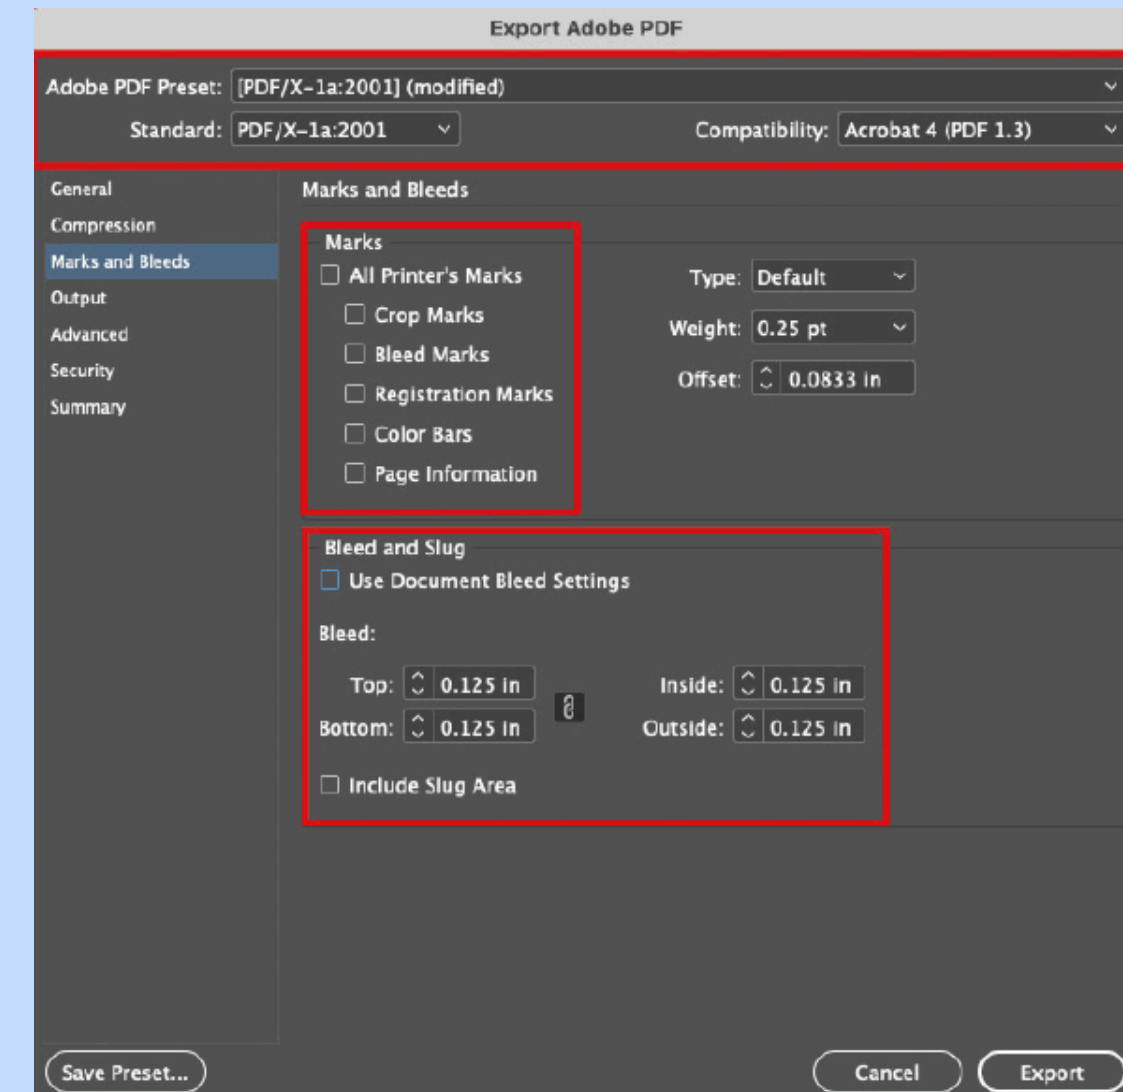 Export Adobe PDF
Adobe PDF Preset: [PDF/X-1a:2001] (modified)
Standard: PDF/X-1a:2001 Compatibility: Acrobat 4 (PDF 1.3)
General
Compression
Marks and Bleeds
Output
Advanced
Security
Summary
Marks and Bleeds
Marks
All Printer's Marks
Crop Marks
Bleed Marks
Registration Marks
Color Bars
Page Information
Type: Default
Weight: 0.25 pt
Offset: 0.0833 in
Bleed and Slug
Use Document Bleed Settings
Bleed:
Top: 0.125 in Inside: 0.125 in
Bottom: 0.125 in Outside: 0.125 in
Include Slug Area
Save Preset... Cancel Export